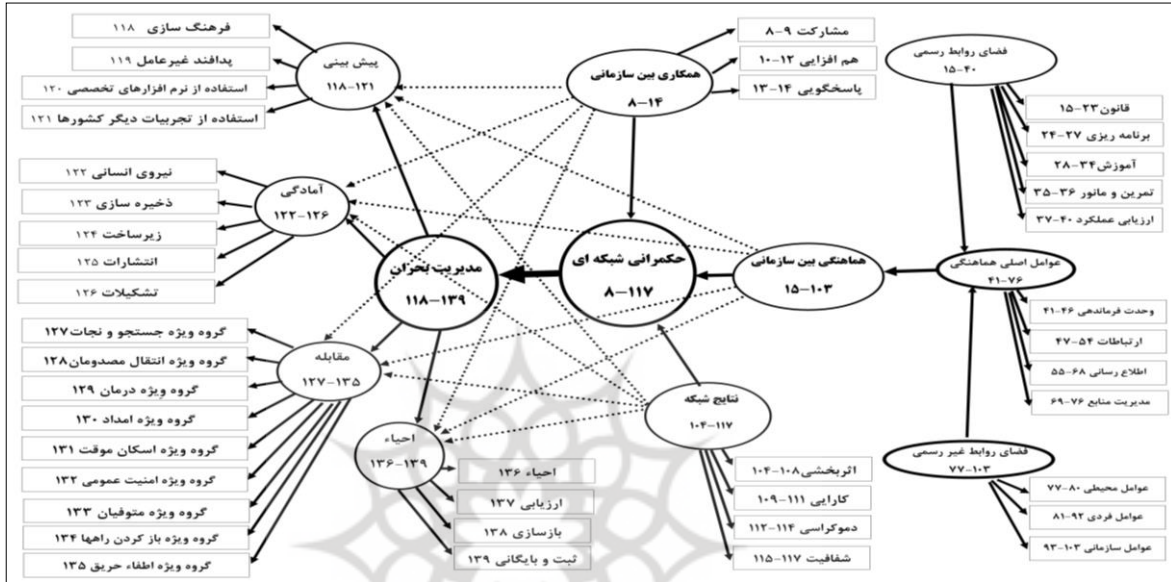 فضای روابط رسمی
۱۵-۴۰
قانون ۲۳-۱۵
برنامه ریزی ۲۷-۲۴
آموزش ۳۴-۲۸
تمرین و مانور ۳۶-۳۵
ارزیابی عملکرد ۴۰-۳۷
عوامل اصلی هماهنگی
۴۱-۷۶
وحدت فرماندهی ۴۶-۴۱
ارتباطات ۵۴-۴۷
اطلاع رسانی ۶۸-۵۵
مدیریت منابع ۷۶-۶۹
فضای روابط غیر رسمی
۷۷-۱۰۳
عوامل محیطی ۸۰-۷۷
عوامل فردی ۹۲-۸۱
عوامل سازمانی ۱۰۳-۹۳
همکاری بین سازمانی
۸-۱۴
مشارکت ۹-۸
هم افزایی ۱۲-۱۰
پاسخگویی ۱۴-۱۳
هماهنگی بین سازمانی
۱۵-۱۰۳
حکمرانی شبکه ای
۸-۱۱۷
نتایج شبکه
۱۰۴-۱۱۷
اثربخشی ۱۰۸-۱۰۴
کارایی ۱۱۱-۱۰۹
دموکراسی ۱۱۴-۱۱۲
شفافیت ۱۱۷-۱۱۵
مدیریت بحران
۱۱۸-۱۳۹
پیش بینی
۱۱۸-۱۲۱
فرهنگ سازی ۱۱۸
پدافند غیرعامل ۱۱۹
استفاده از نرم افزارهای تخصصی ۱۲۰
استفاده از تجربیات دیگر کشورها ۱۲۱
آمادگی
۱۲۲-۱۲۶
نیروی انسانی ۱۲۲
ذخیره سازی ۱۲۳
زیرساخت ۱۲۴
انتشارات ۱۲۵
تشکیلات ۱۲۶
مقابله
۱۲۷-۱۳۵
گروه ویژه جستجو و نجات ۱۲۷
گروه ویژه انتقال مصدومان ۱۲۸
گروه ویژه درمان ۱۲۹
گروه ویژه امداد ۱۳۰
گروه ویژه اسکان موقت ۱۳۱
گروه ویژه امنیت عمومی ۱۳۲
گروه ویژه متوفیان ۱۳۳
گروه ویژه باز کردن راهها ۱۳۴
گروه ویژه اطفاء حریق ۱۳۵
احیاء
۱۳۶-۱۳۹
احیاء ۱۳۶
ارزیابی ۱۳۷
بازسازی ۱۳۸
ثبت و بایگانی ۱۳۹